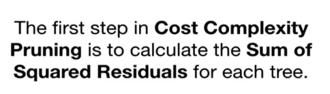 The first step in Cost Complexity
Pruning is to calculate the Sum of
Squared Residuals for each tree.